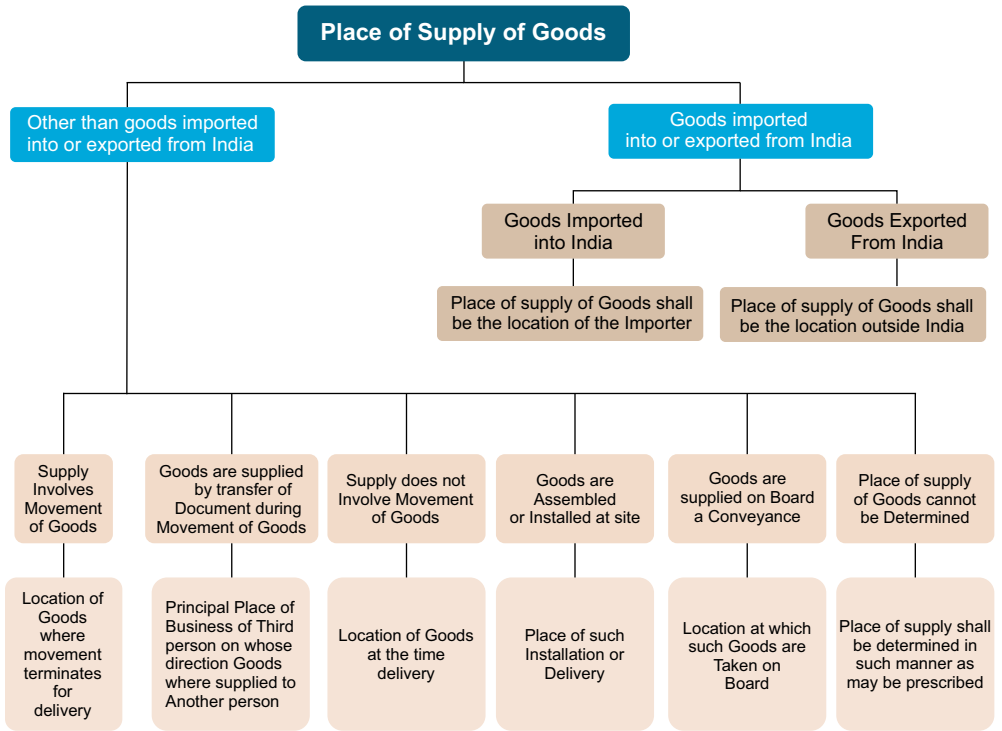 Place of Supply of Goods
Other than goods imported
into or exported from India
Goods imported
into or exported from India
Goods Imported
into India
Goods Exported
From India
Place of supply of Goods shall
be the location of the Importer
Place of supply of Goods shall
be the location outside India
Supply
Involves
Movement
of Goods
Goods are supplied
by transfer of
Document during
Movement of Goods
Supply does not
Involve Movement
of Goods
Goods are
Assembled
or Installed at site
Goods are
supplied on Board
a Conveyance
Place of supply
of Goods cannot
be Determined
Location of
Goods
where
movement
terminates
for
delivery
Principal Place of
Business of Third
person on whose
direction Goods
where supplied to
Another person
Location of Goods
at the time
delivery
Place of such
Installation or
Delivery
Location at which
such Goods are
Taken on
Board
Place of supply shall
be determined in
such manner as
may be prescribed